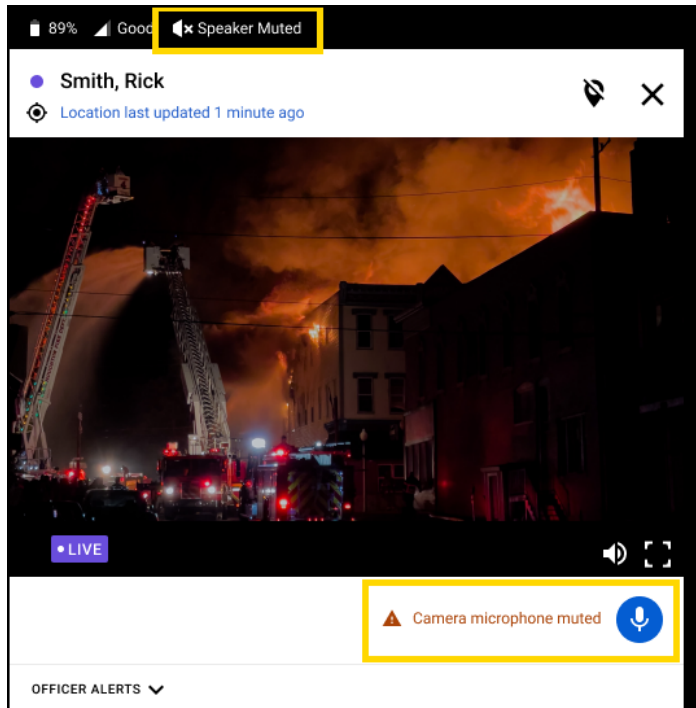 89% Good Speaker Muted
Smith, Rick
Location last updated 1 minute ago
LIVE
Camera microphone muted
OFFICER ALERTS